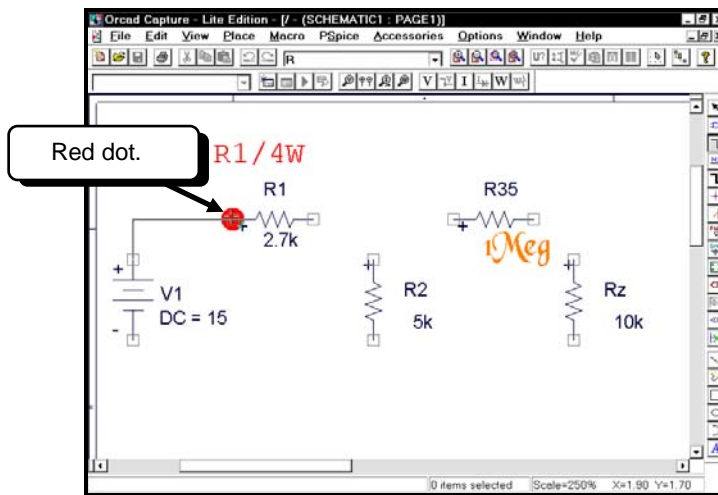 Orcad Capture - Lite Edition - [/ - (SCHEMATIC1 : PAGE1)]
File Edit View Place Macro PSpice Accessories Options Window Help
R
U?
V I W
Red dot.
R1/4W
R1
R35
+
+
2.7k
1Meg
+
+
+
V1
R2
Rz
DC = 15
5k
10k
-
0 items selected Scale=250% X=1.90 Y=1.70